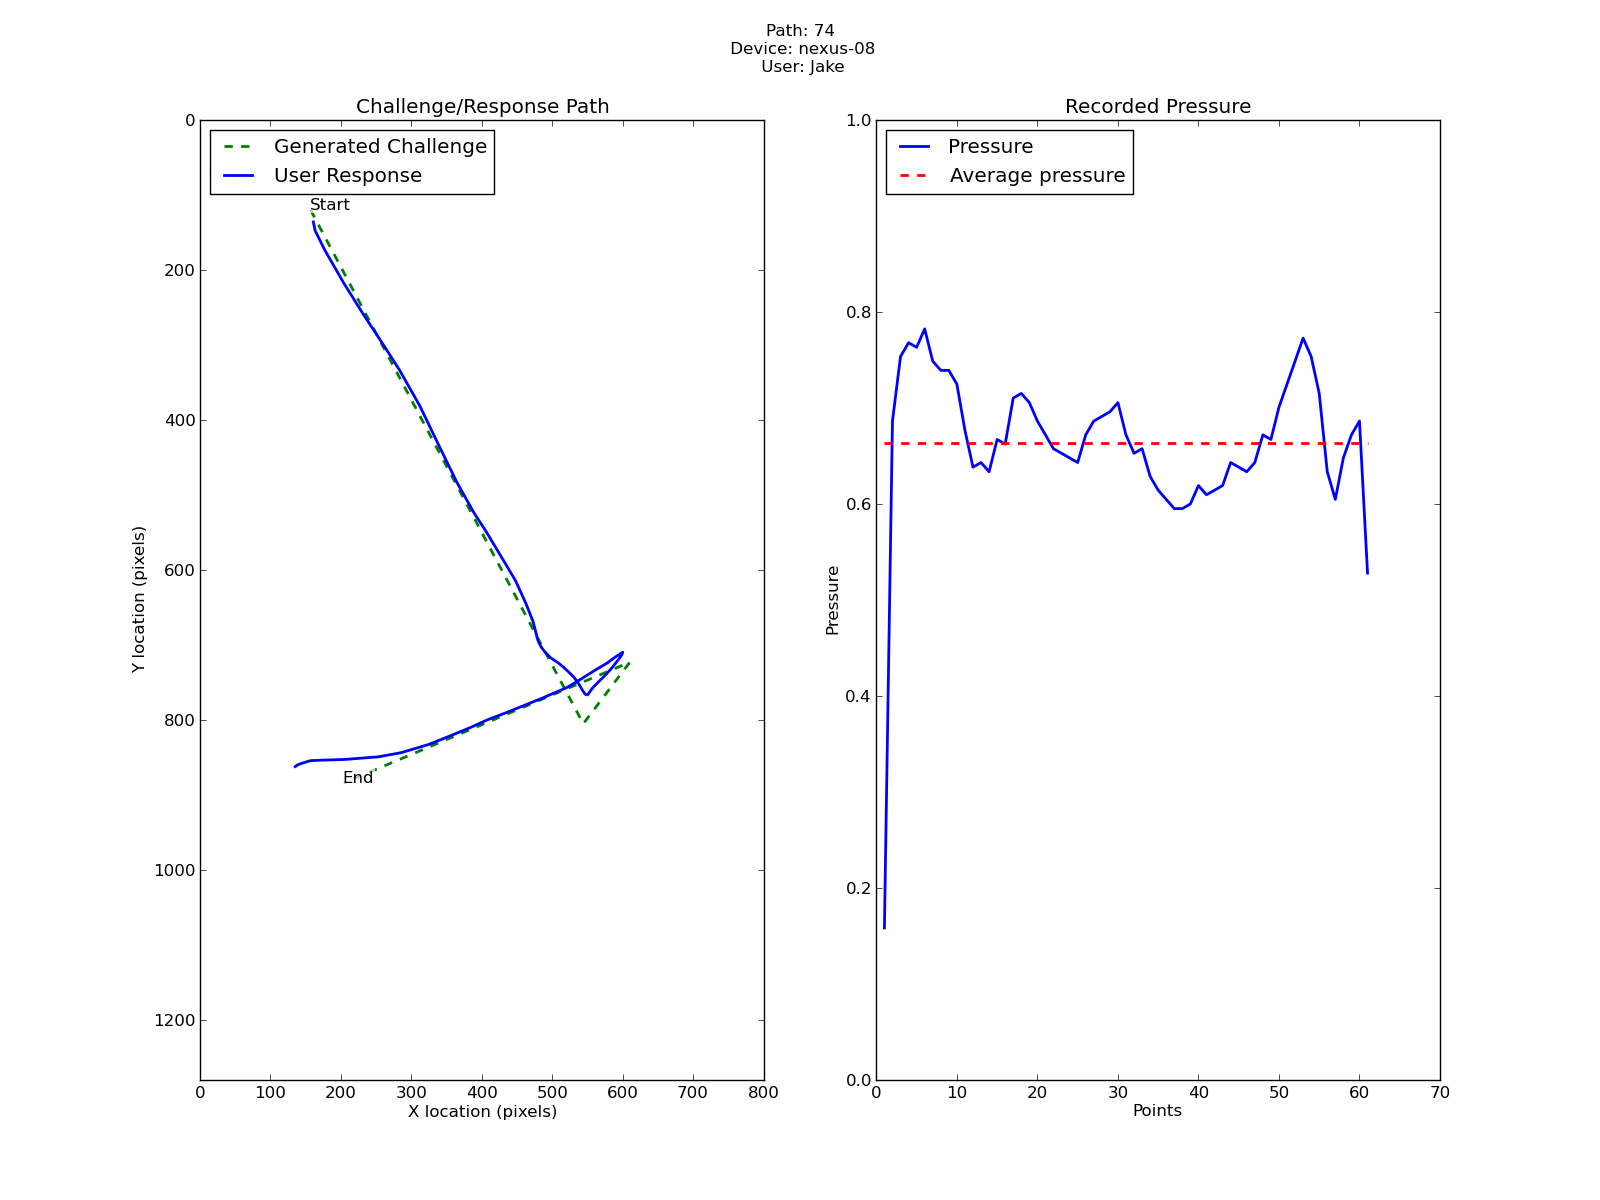 Path: 74
Device: nexus-08
User: Jake
Challenge/Response Path
Generated Challenge
User Response
Start
End
0
200
400
600
800
1000
1200
Y location (pixels)
0 100 200 300 400 500 600 700 800
X location (pixels)
Recorded Pressure
Pressure
Average pressure
1.0
0.8
0.6
0.4
0.2
0.0
Pressure
0 10 20 30 40 50 60 70
Points